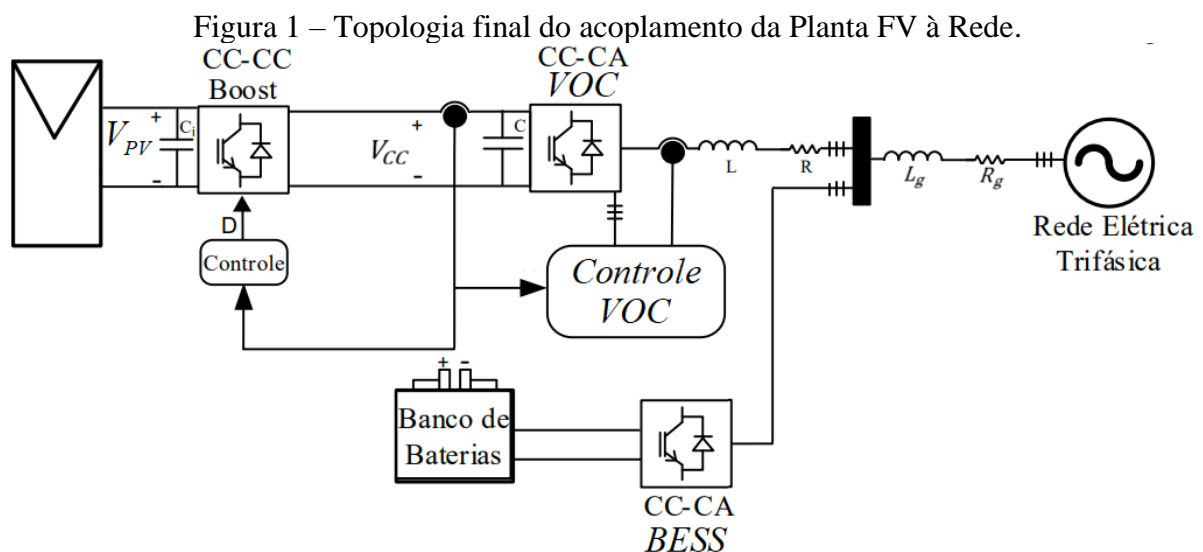 Figura 1 – Topologia final do acoplamento da Planta FV à Rede.
CC-CC
Boost
CC-CA
VOC
V_PV
+
-
C_i
V_CC
+
-
C
L
R
L_g
R_g
Rede Elétrica
Trifásica
D
Controle
Controle
VOC
+ -
Banco de
Baterias
CC-CA
BESS